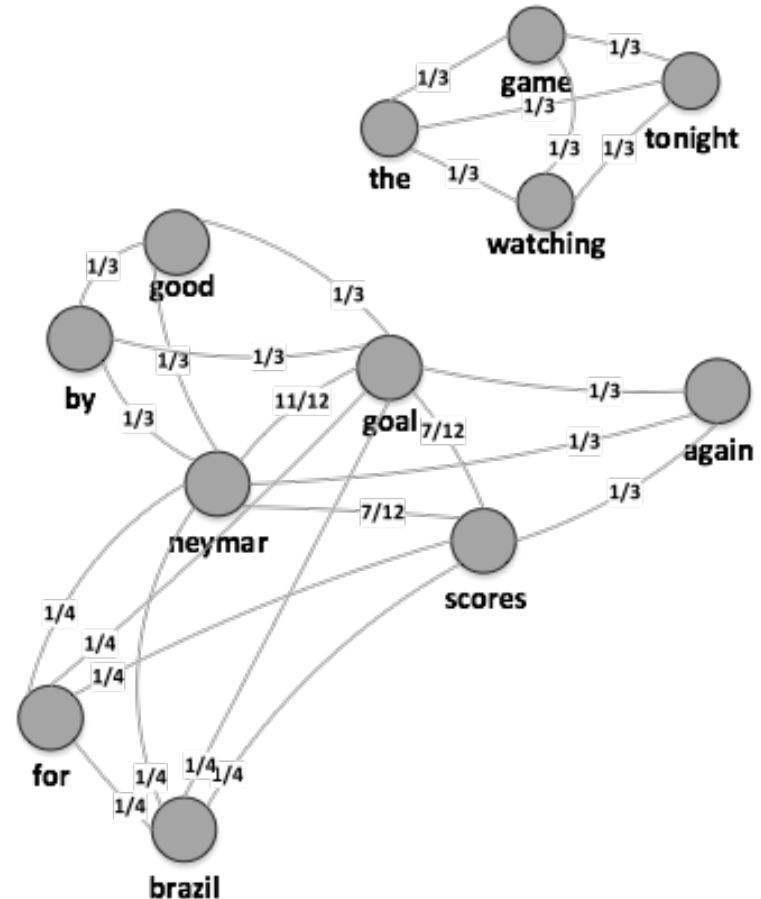 1/3
1/3
game
1/3
tonight
1/3
1/3
the
1/3
watching
1/3
good
1/3
1/3
1/3
1/3
by
11/12
1/3
goal
7/12
1/3
again
1/3
7/12
neymar
scores
1/4
1/4
1/4
for
1/4
1/4
1/4
1/4
brazil